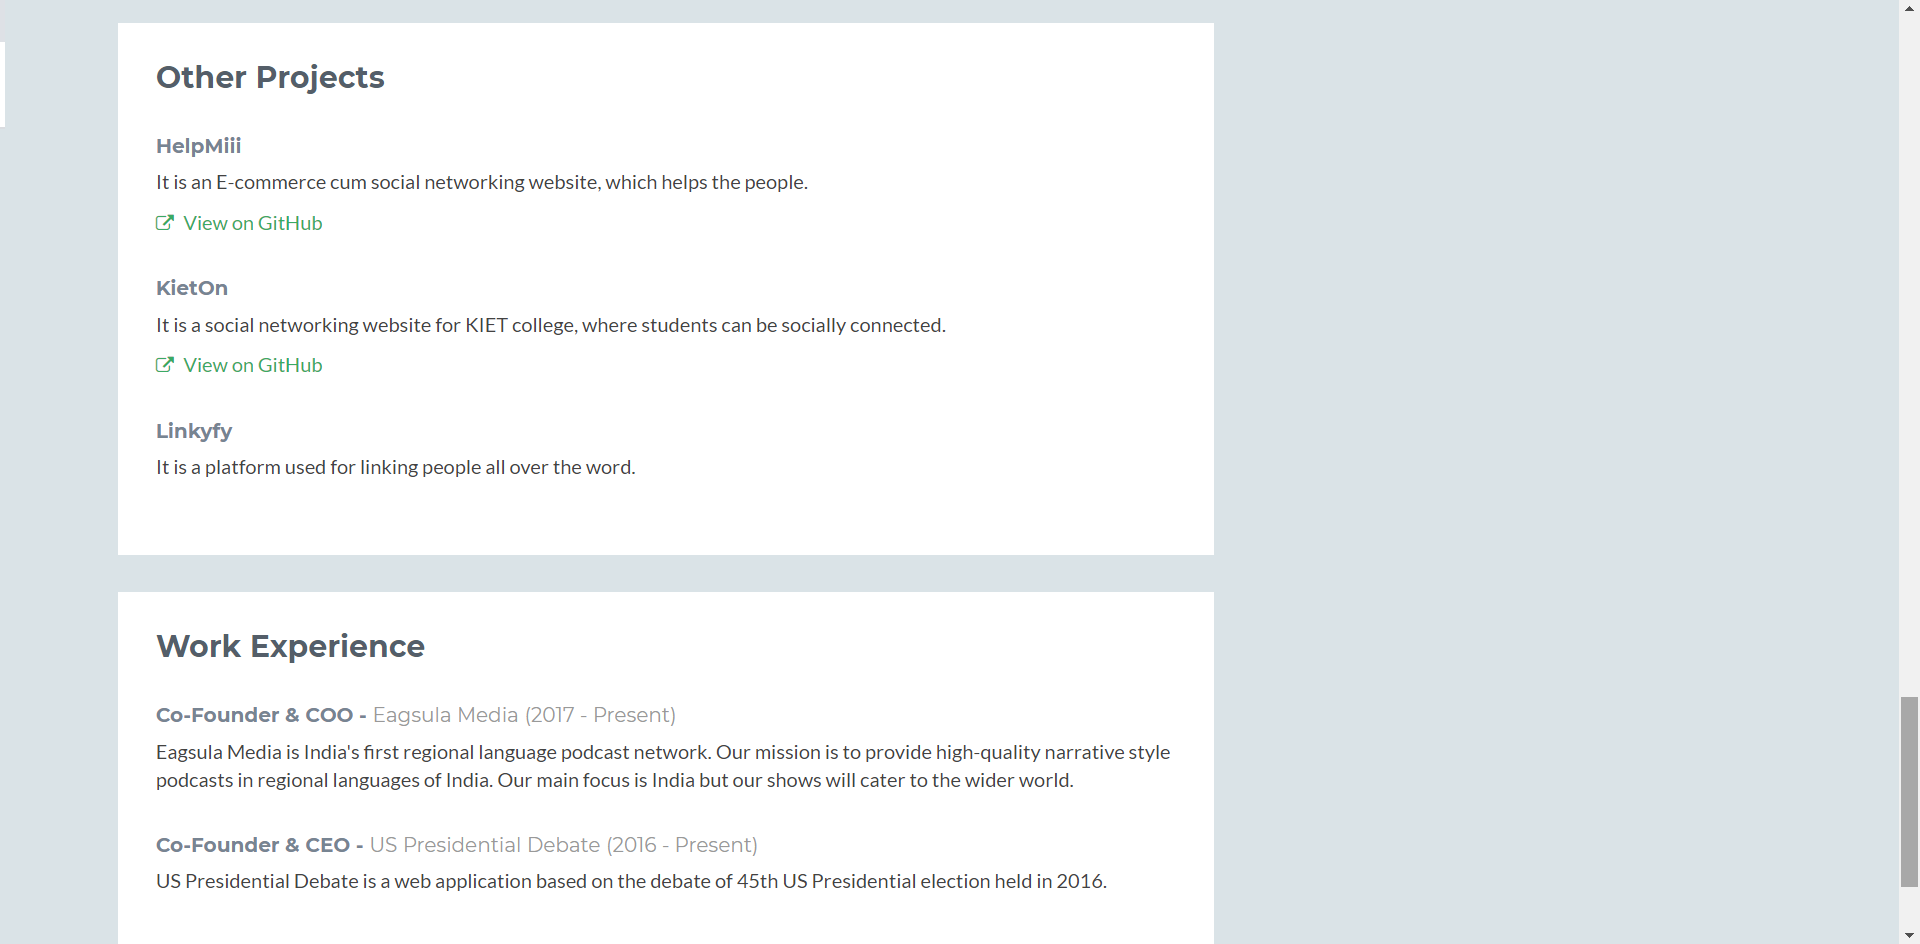 Other Projects
HelpMiii
It is an E-commerce cum social networking website, which helps the people.
View on GitHub
KietOn
It is a social networking website for KIET college, where students can be socially connected.
View on GitHub
Linkyfy
It is a platform used for linking people all over the word.
Work Experience
Co-Founder & COO - Eagsula Media (2017 - Present)
Eagsula Media is India's first regional language podcast network. Our mission is to provide high-quality narrative style
podcasts in regional languages of India. Our main focus is India but our shows will cater to the wider world.
Co-Founder & CEO - US Presidential Debate (2016 - Present)
US Presidential Debate is a web application based on the debate of 45th US Presidential election held in 2016.